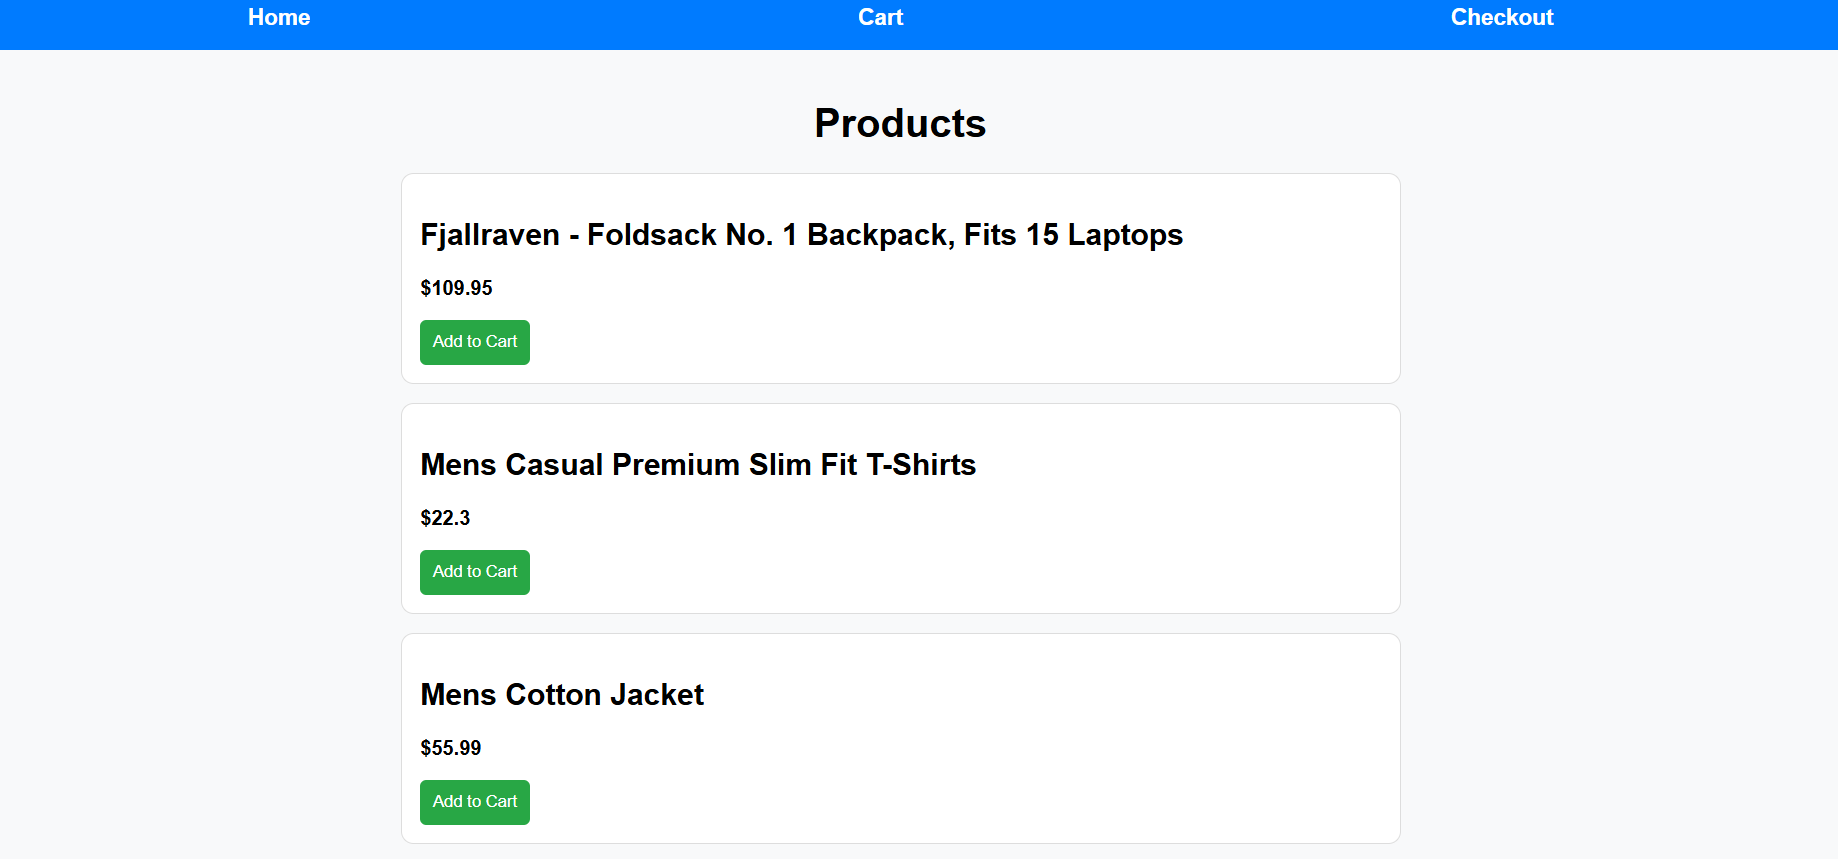 Home Cart Checkout
Products
Fjallraven - Foldsack No. 1 Backpack, Fits 15 Laptops
$109.95
Add to Cart
Mens Casual Premium Slim Fit T-Shirts
$22.3
Add to Cart
Mens Cotton Jacket
$55.99
Add to Cart